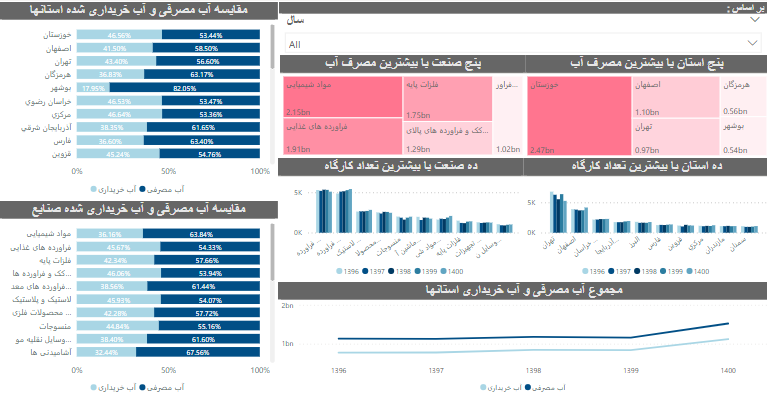 مقایسه آب مصرفی و آب خریداری شده استانها
خوزستان 46.56% 53.44%
اصفهان 41.50% 58.50%
تهران 43.40% 56.60%
هرمزگان 36.83% 63.17%
بوشهر 17.95% 82.05%
خراسان رضوی 46.53% 53.47%
مرکزی 46.64% 53.36%
آذربایجان شرقی 38.35% 61.65%
فارس 36.60% 63.40%
قزوین 45.24% 54.76%
0% 50% 100%
آب خریداری آب مصرفی
مقایسه آب مصرفی و آب خریداری شده صنایع
مواد شیمیایی 36.16% 63.84%
فراورده های غذایی 45.67% 54.33%
فلزات پایه 42.34% 57.66%
...کک و فراورده ها 46.06% 53.94%
...فراورده های معد 38.56% 61.44%
لاستیک و پلاستیک 45.93% 54.07%
... محصولات فلزی 42.28% 57.72%
منسوجات 44.84% 55.16%
...وسایل نقلیه مو 38.40% 61.60%
آشامیدنی ها 32.44% 67.56%
0% 50% 100%
آب خریداری آب مصرفی
بر اساس :
سال
All
پنج صنعت با بیشترین مصرف آب
مواد شیمیایی
2.15bn
فراورده های غذایی
1.91bn
فلزات پایه
1.75bn
...کک و فراورده های پالای
1.29bn
...فراور
1.02bn
پنج استان با بیشترین مصرف آب
خوزستان
2.47bn
اصفهان
1.10bn
تهران
0.97bn
هرمزگان
0.56bn
بوشهر
0.54bn
ده صنعت با بیشترین تعداد کارگاه
5K
0K
فراورده ...
فراورده ...
لاستیک ...
محصولا...
منسوجات
ماشین آ...
مواد شی...
فلزات پایه
تجهیزات ...
وسایل ن...
1396 1397 1398 1399 1400
ده استان با بیشترین تعداد کارگاه
5K
0K
تهران
اصفهان
خراسان ...
آذربایجا...
البرز
فارس
قزوین
مرکزی
مازندران
سمنان
1396 1397 1398 1399 1400
مجموع آب مصرفی و آب خریداری استانها
2bn
1bn
1396 1397 1398 1399 1400
آب خریداری آب مصرفی